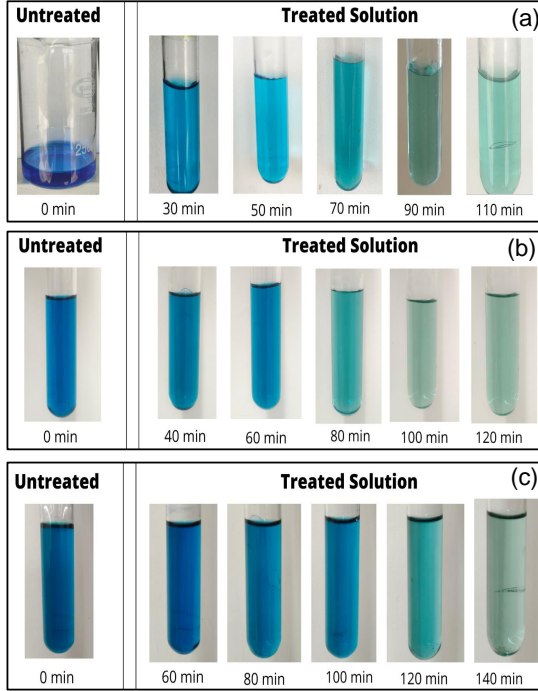 Untreated Treated Solution (a)
250
0 min 30 min 50 min 70 min 90 min 110 min
Untreated Treated Solution (b)
0 min 40 min 60 min 80 min 100 min 120 min
Untreated Treated Solution (c)
0 min 60 min 80 min 100 min 120 min 140 min